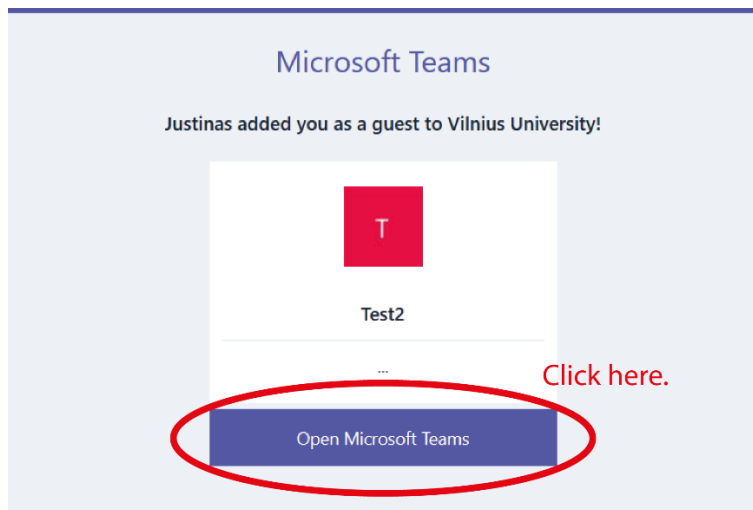 Microsoft Teams
Justinas added you as a guest to Vilnius University!
T
Test2
...
Click here.
Open Microsoft Teams